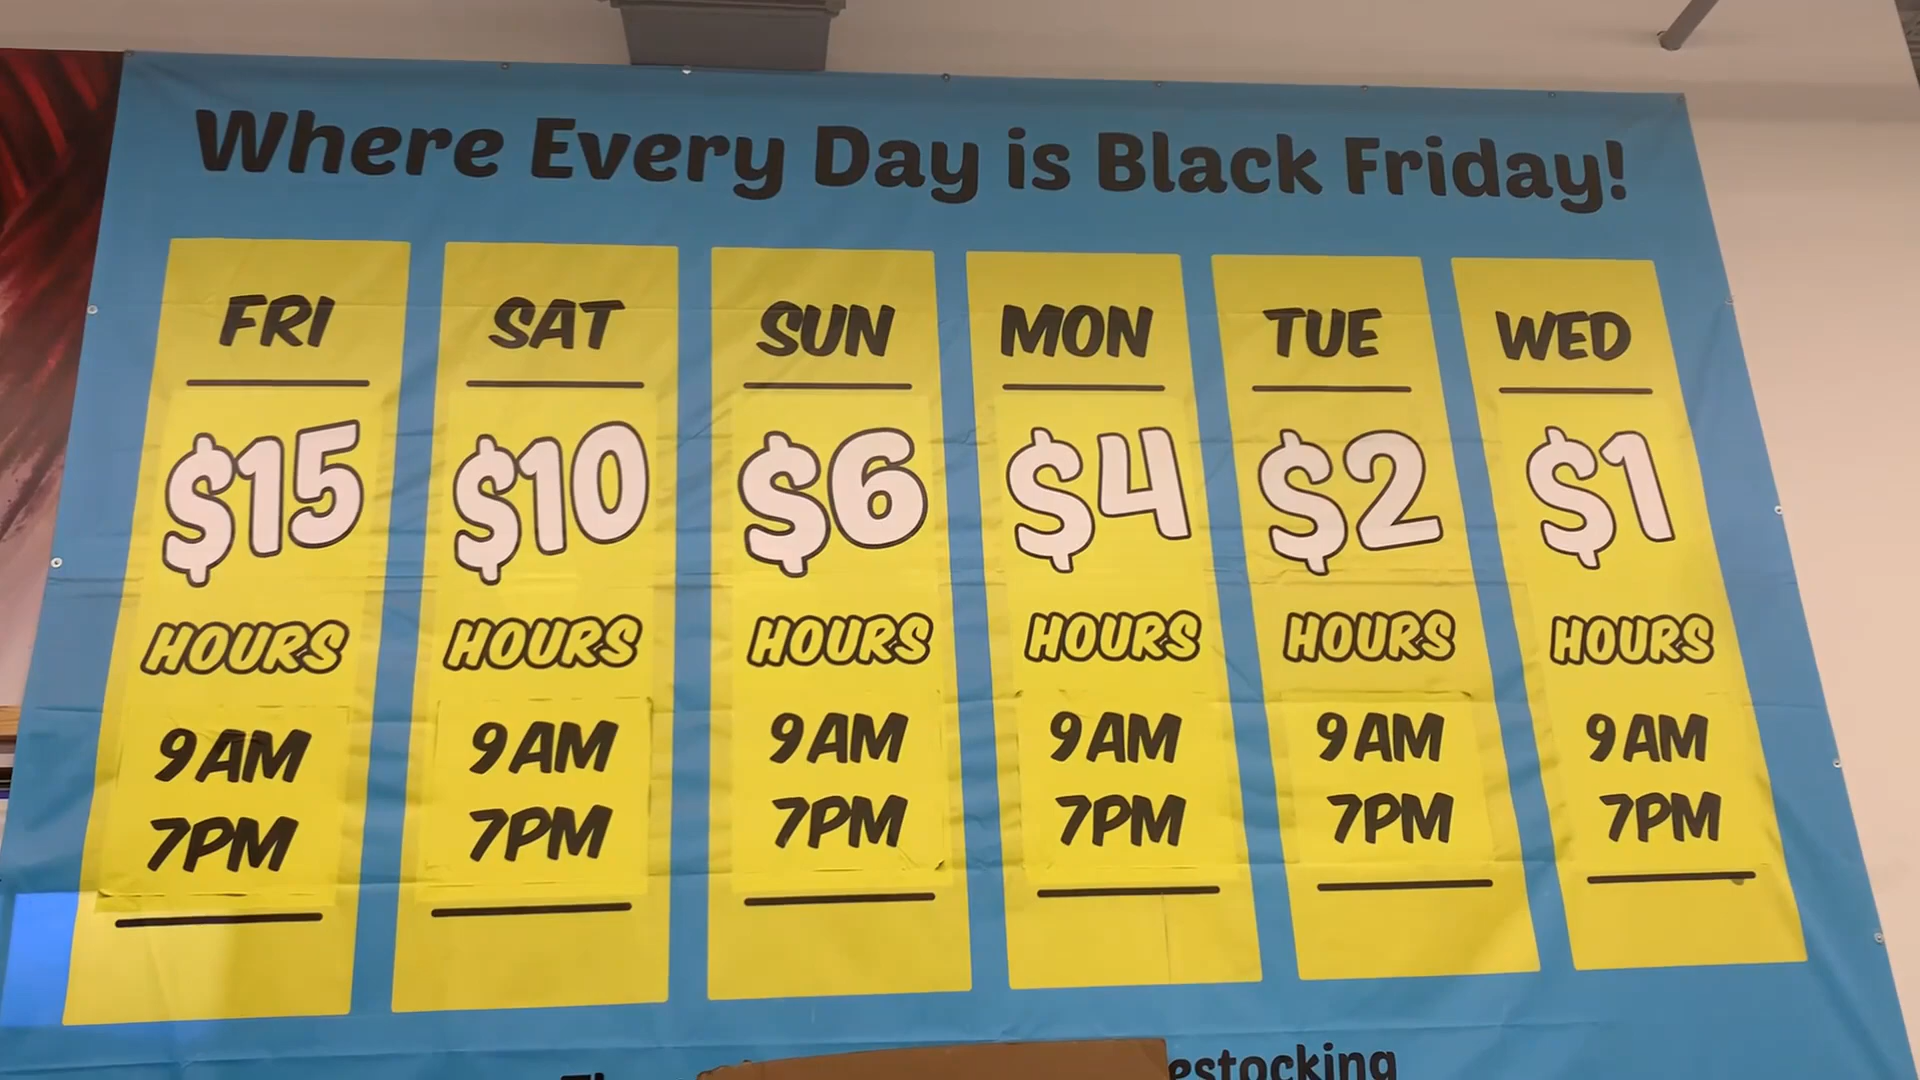 Where Every Day is Black Friday!
FRI SAT SUN MON TUE WED
$15 $10 $6 $4 $2 $1
HOURS HOURS HOURS HOURS HOURS HOURS
9AM 9AM 9AM 9AM 9AM 9AM
7PM 7PM 7PM 7PM 7PM 7PM